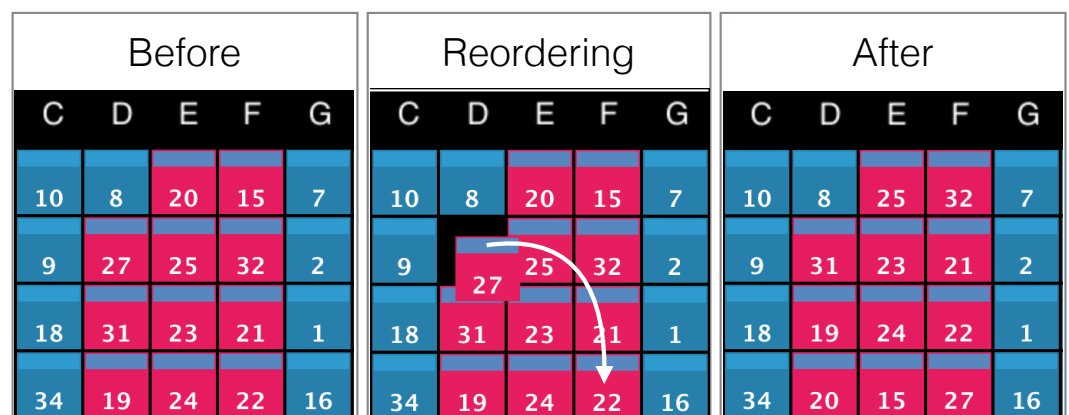 Before
C D E F G
10 8 20 15 7
9 27 25 32 2
18 31 23 21 1
34 19 24 22 16
Reordering
C D E F G
10 8 20 15 7
9 25 32 2
27
18 31 23 21 1
34 19 24 22 16
After
C D E F G
10 8 25 32 7
9 31 23 21 2
18 19 24 22 1
34 20 15 27 16